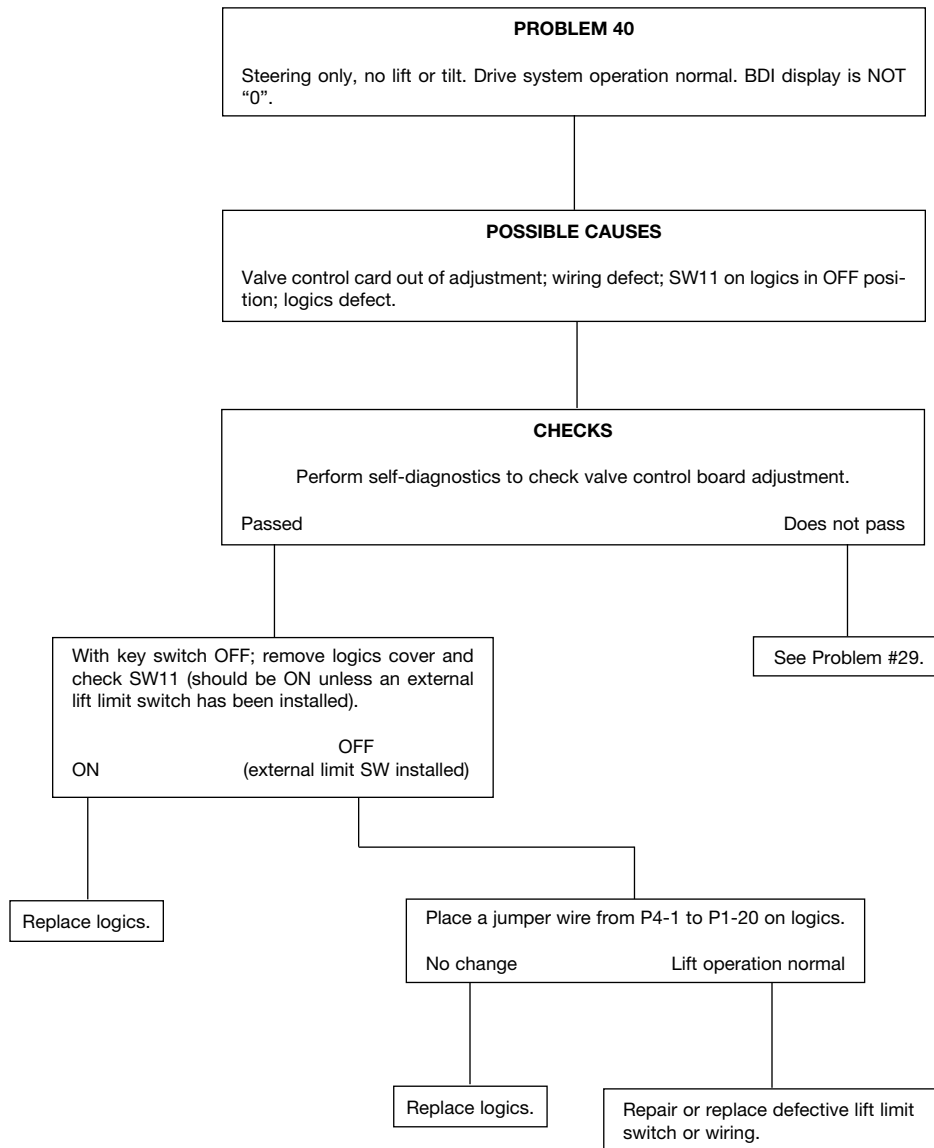 PROBLEM 40
Steering only, no lift or tilt. Drive system operation normal. BDI display is NOT
“0”.
POSSIBLE CAUSES
Valve control card out of adjustment; wiring defect; SW11 on logics in OFF posi-
tion; logics defect.
CHECKS
Perform self-diagnostics to check valve control board adjustment.
Passed Does not pass
With key switch OFF; remove logics cover and
check SW11 (should be ON unless an external
lift limit switch has been installed).
OFF
ON (external limit SW installed)
See Problem #29.
Replace logics.
Place a jumper wire from P4-1 to P1-20 on logics.
No change Lift operation normal
Replace logics.
Repair or replace defective lift limit
switch or wiring.